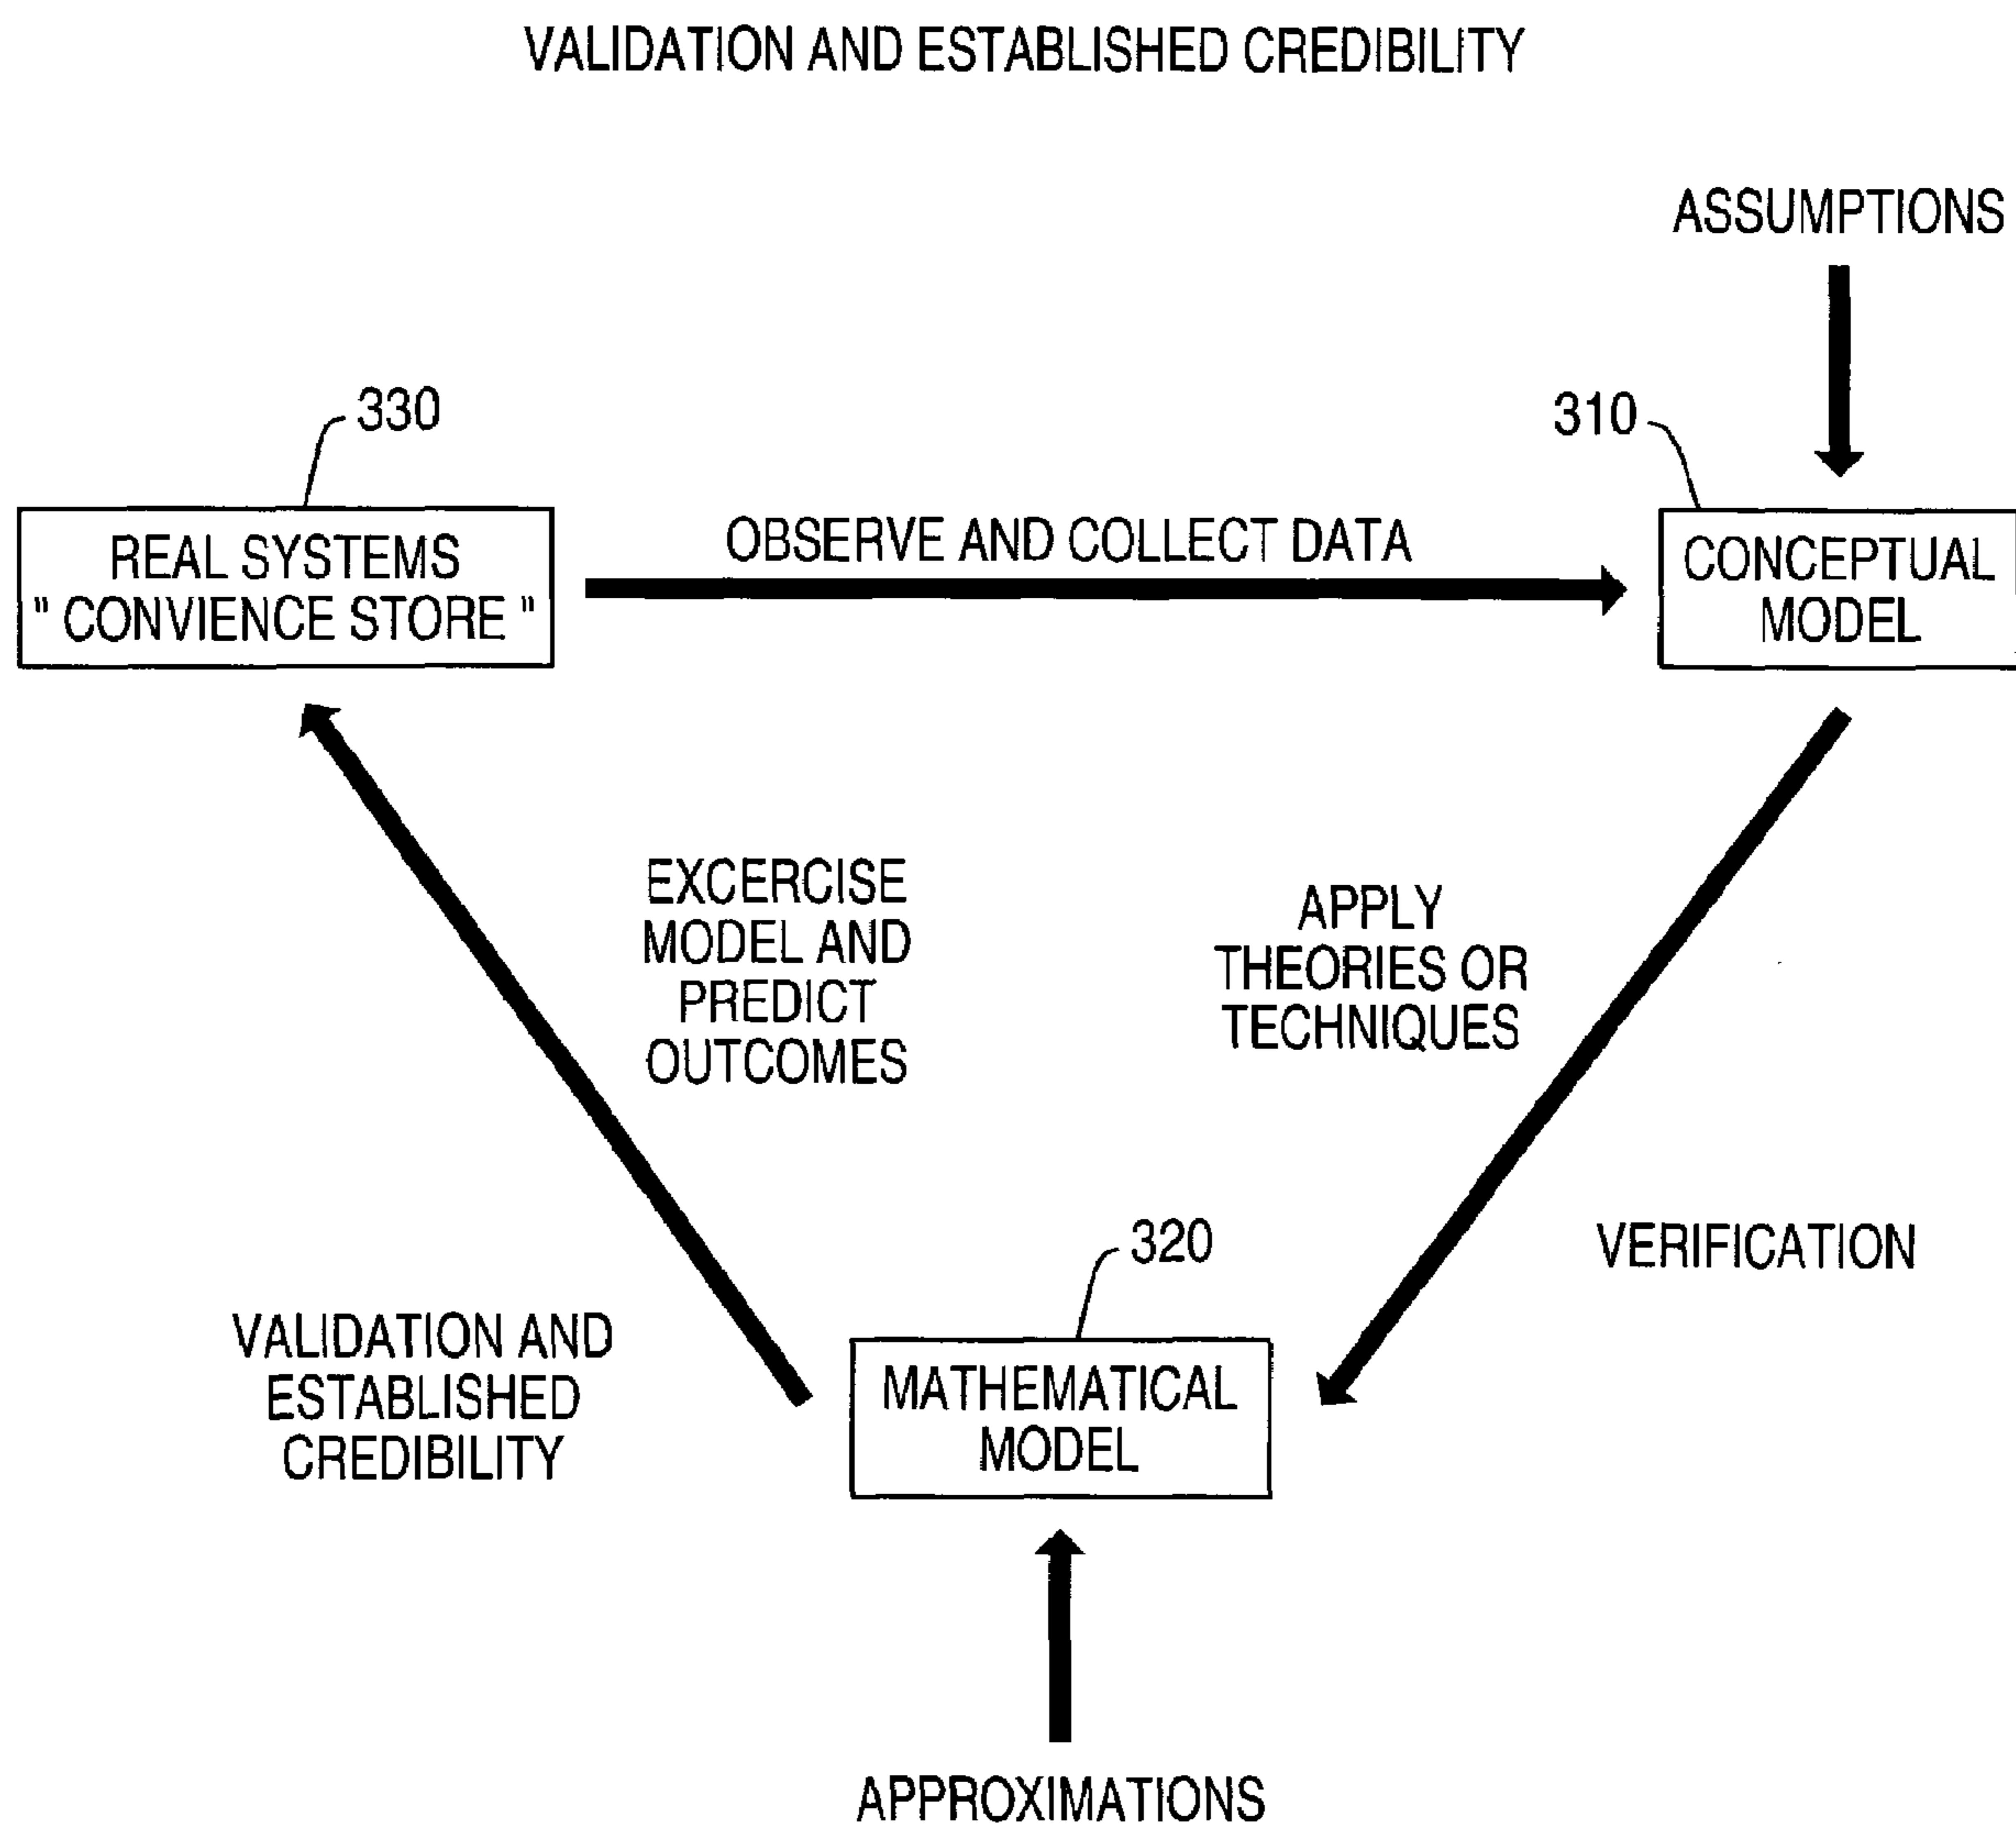 VALIDATION AND ESTABLISHED CREDIBILITY
ASSUMPTIONS
330
310
REAL SYSTEMS
" CONVIENCE STORE "
OBSERVE AND COLLECT DATA
CONCEPTUAL
MODEL
EXCERCISE
MODEL AND
PREDICT
OUTCOMES
APPLY
THEORIES OR
TECHNIQUES
VERIFICATION
320
VALIDATION AND
ESTABLISHED
CREDIBILITY
MATHEMATICAL
MODEL
APPROXIMATIONS